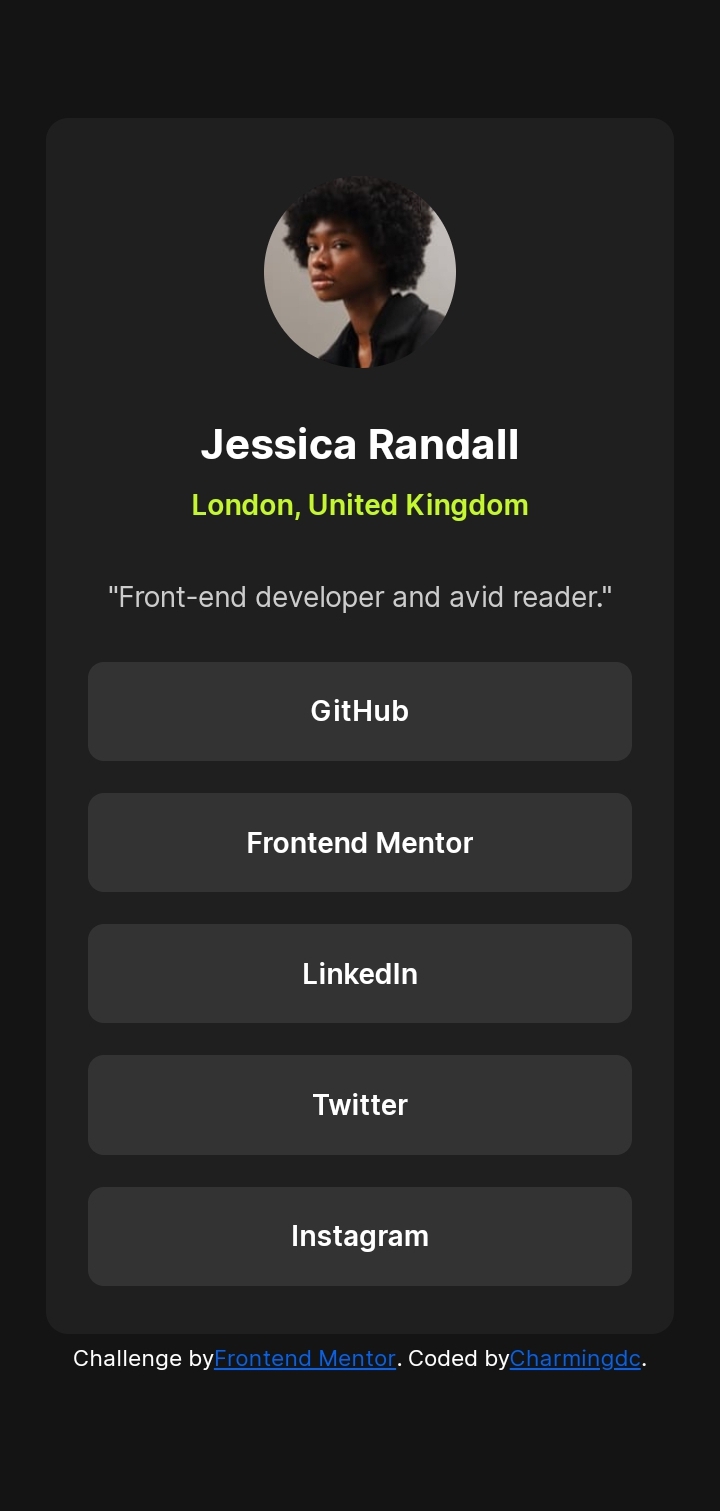 Jessica Randall
London, United Kingdom
"Front-end developer and avid reader."
GitHub
Frontend Mentor
LinkedIn
Twitter
Instagram
Challenge byFrontend Mentor. Coded byCharmingdc.